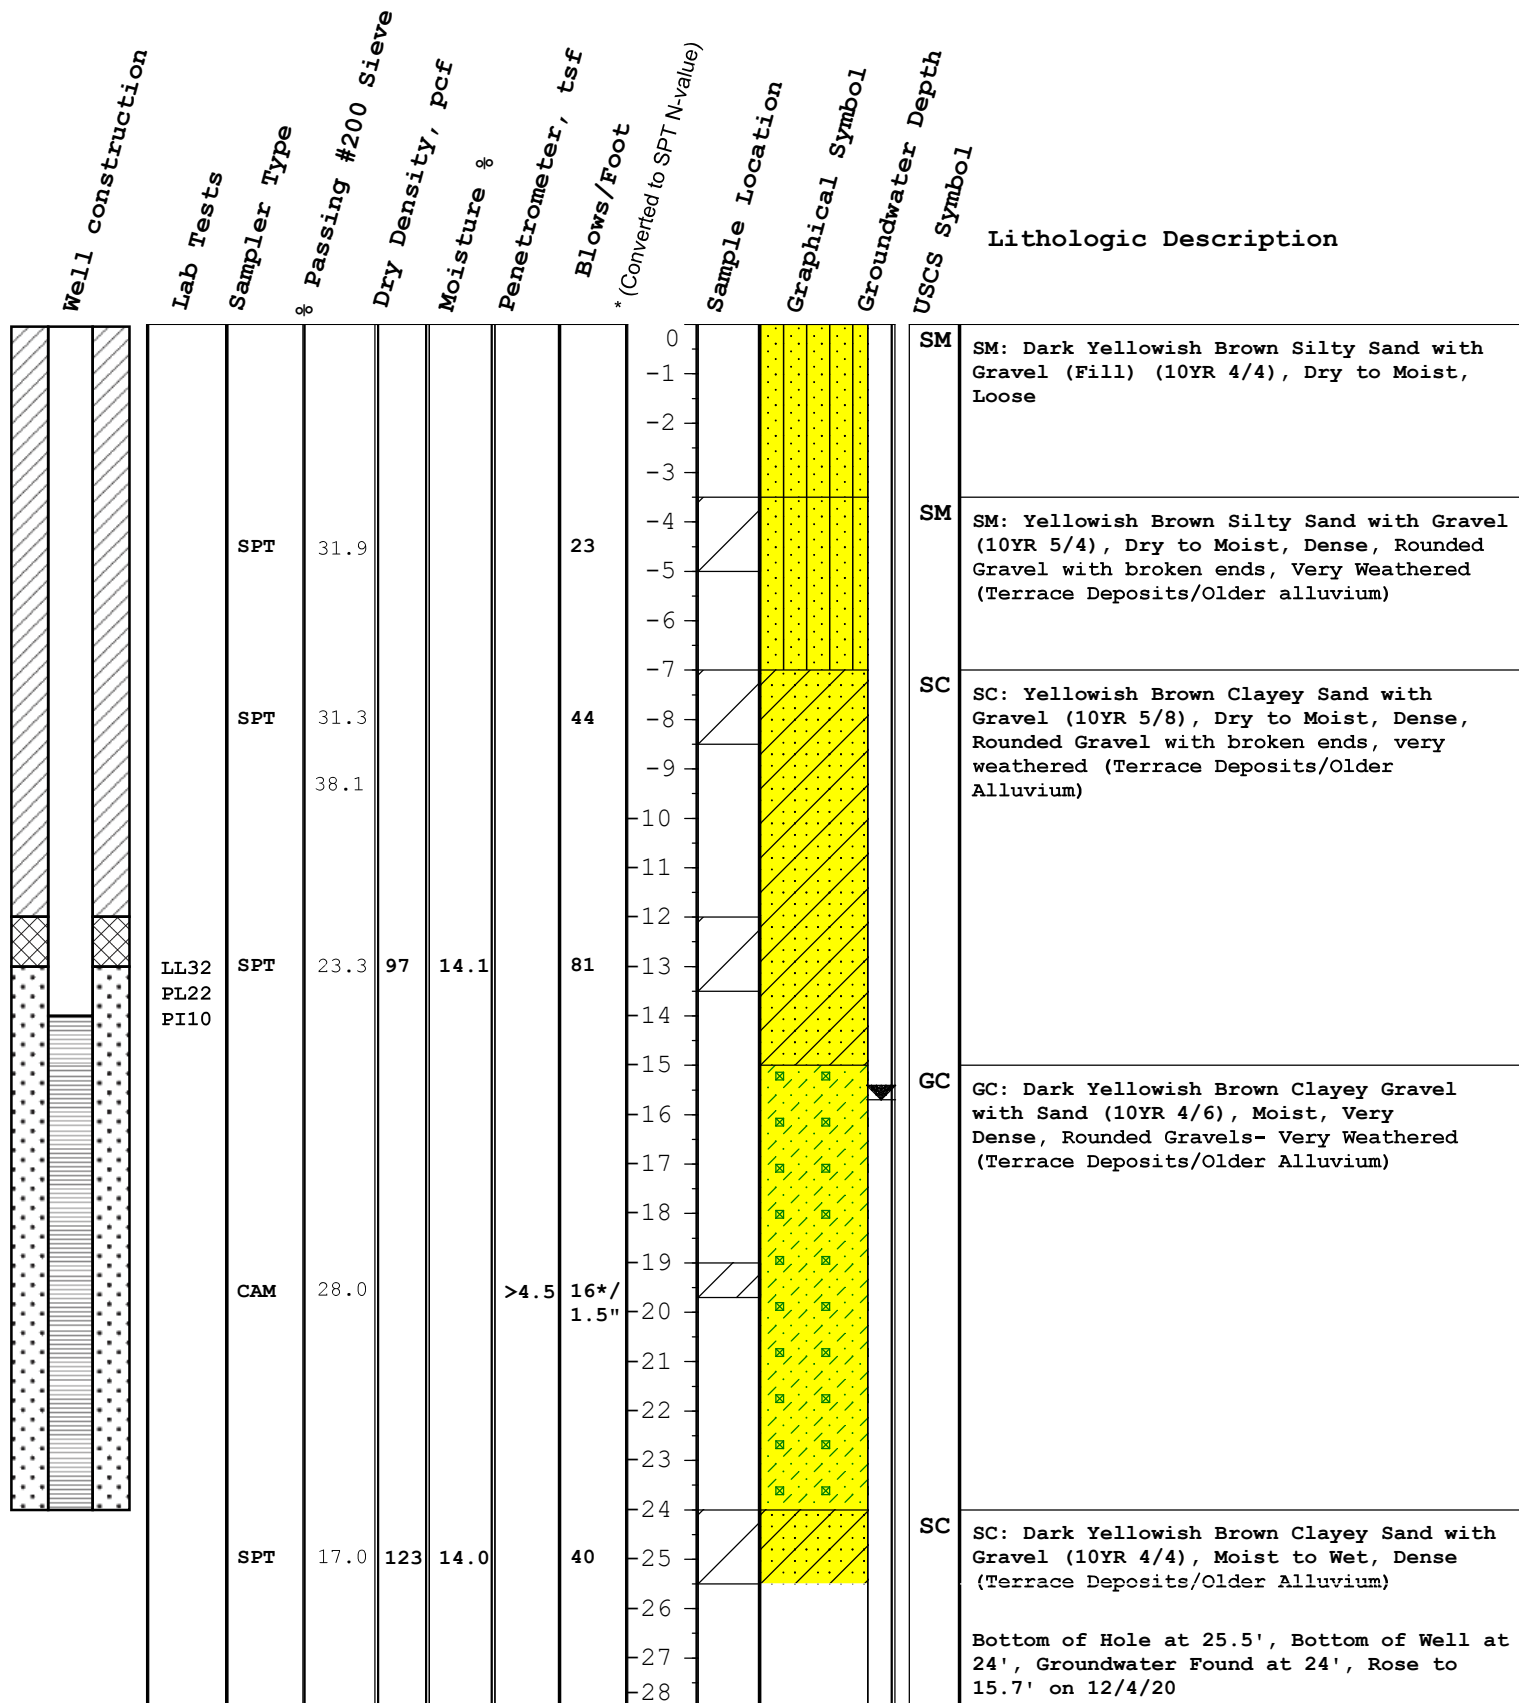 Well construction
Lab Tests
Sampler Type
% Passing #200 Sieve
Dry Density, pcf
Moisture %
Penetrometer, tsf
Blows/Foot
* (Converted to SPT N-value)
Sample Location
Graphical Symbol
Groundwater Depth
USCS Symbol
Lithologic Description
0
-1
-2
-3
-4
-5
-6
-7
-8
-9
-10
-11
-12
-13
-14
-15
-16
-17
-18
-19
-20
-21
-22
-23
-24
-25
-26
-27
-28
SM
SM: Dark Yellowish Brown Silty Sand with
Gravel (Fill) (10YR 4/4), Dry to Moist,
Loose
SPT 31.9 23
SM
SM: Yellowish Brown Silty Sand with Gravel
(10YR 5/4), Dry to Moist, Dense, Rounded
Gravel with broken ends, Very Weathered
(Terrace Deposits/Older alluvium)
SPT 31.3 44
38.1
SC
SC: Yellowish Brown Clayey Sand with
Gravel (10YR 5/8), Dry to Moist, Dense,
Rounded Gravel with broken ends, very
weathered (Terrace Deposits/Older
Alluvium)
LL32 SPT 23.3 97 14.1 81
PL22
PI10
GC
GC: Dark Yellowish Brown Clayey Gravel
with Sand (10YR 4/6), Moist, Very
Dense, Rounded Gravels- Very Weathered
(Terrace Deposits/Older Alluvium)
CAM 28.0 >4.5 16*/
1.5"
SPT 17.0 123 14.0 40
SC
SC: Dark Yellowish Brown Clayey Sand with
Gravel (10YR 4/4), Moist to Wet, Dense
(Terrace Deposits/Older Alluvium)
Bottom of Hole at 25.5', Bottom of Well at
24', Groundwater Found at 24', Rose to
15.7' on 12/4/20